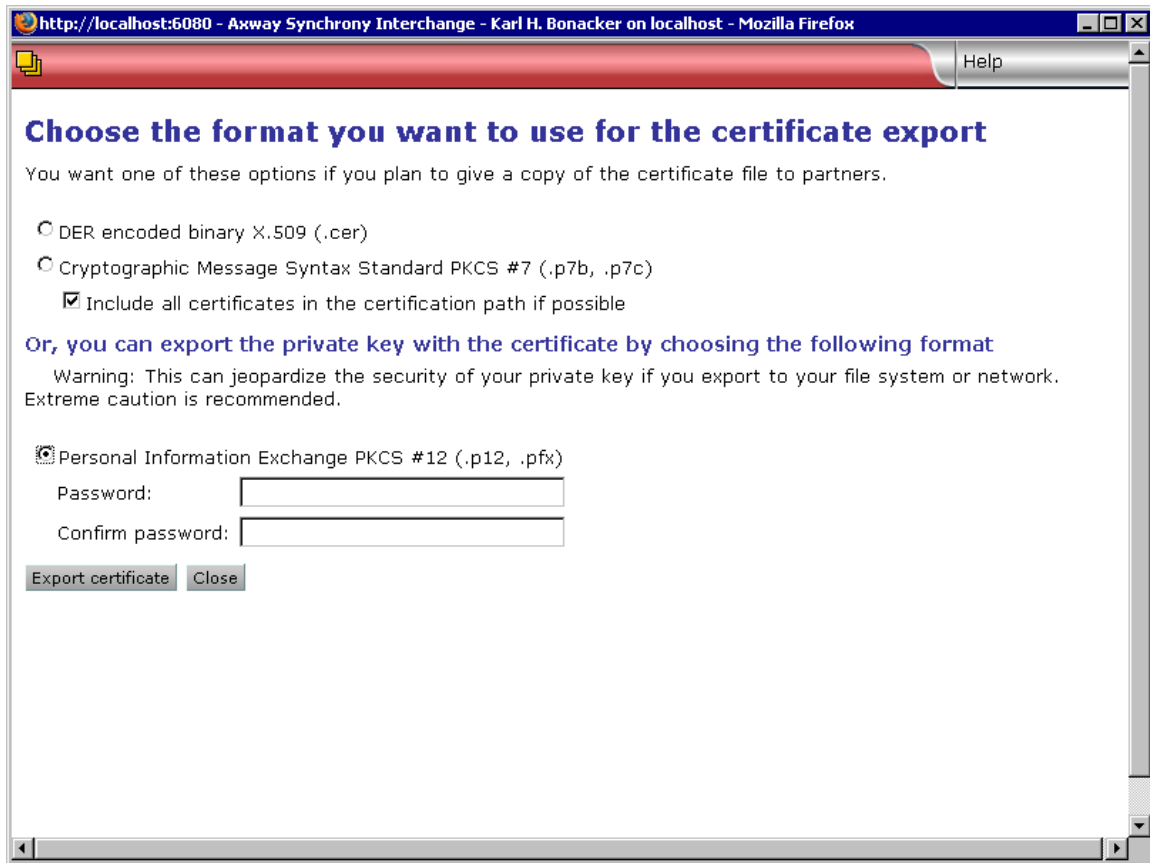 http://localhost:6080 - Axway Synchrony Interchange - Karl H. Bonacker on localhost - Mozilla Firefox
Help
Choose the format you want to use for the certificate export
You want one of these options if you plan to give a copy of the certificate file to partners.
DER encoded binary X.509 (.cer)
Cryptographic Message Syntax Standard PKCS #7 (.p7b, .p7c)
Include all certificates in the certification path if possible
Or, you can export the private key with the certificate by choosing the following format
Warning: This can jeopardize the security of your private key if you export to your file system or network.
Extreme caution is recommended.
Personal Information Exchange PKCS #12 (.p12, .pfx)
Password:
Confirm password:
Export certificate Close